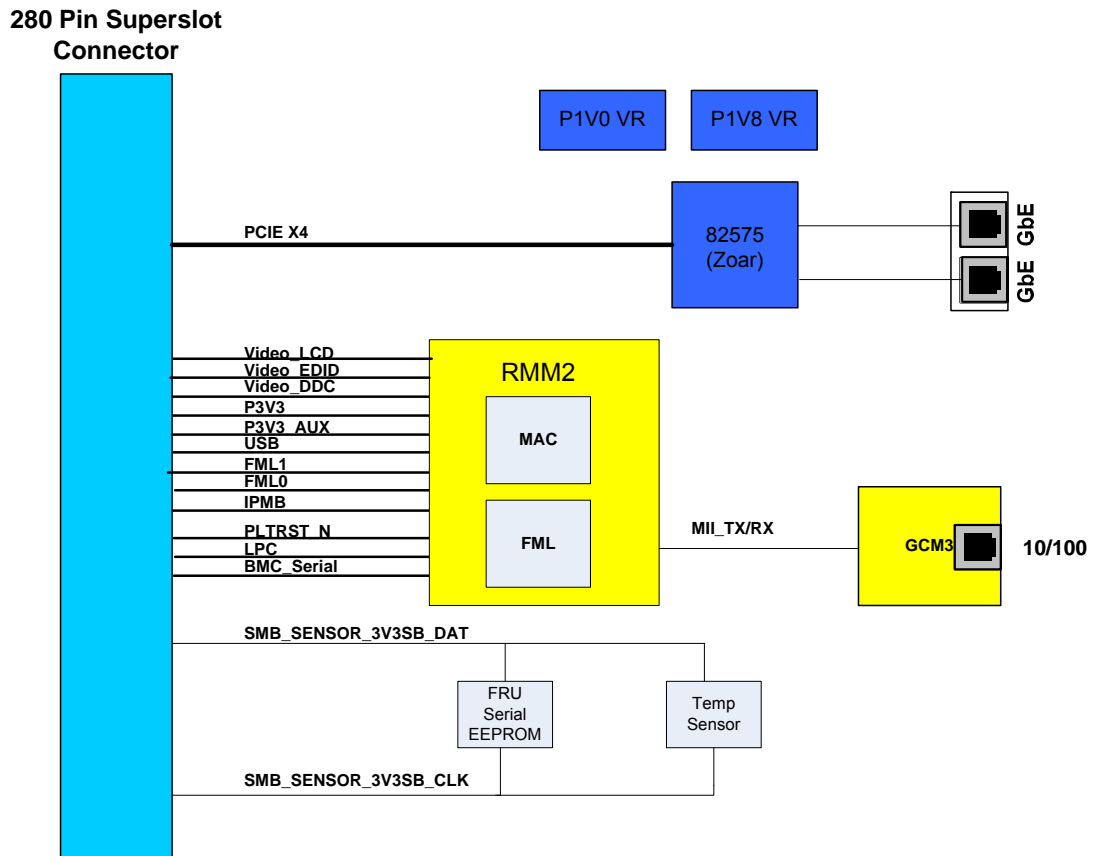 280 Pin Superslot
Connector
P1V0 VR
P1V8 VR
PCIE X4
82575
(Zoar)
GbE
GbE
Video_LCD
Video_EDID
Video_DDC
P3V3
P3V3_AUX
USB
FML1
FML0
IPMB
PLTRST_N
LPC
BMC_Serial
RMM2
MAC
FML
MII_TX/RX
GCM3
10/100
SMB_SENSOR_3V3SB_DAT
FRU
Serial
EEPROM
Temp
Sensor
SMB_SENSOR_3V3SB_CLK